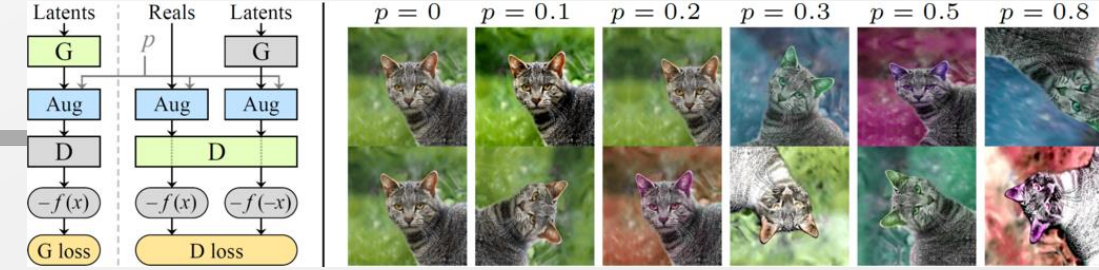 Latents Reals Latents
G G
p
Aug Aug Aug
D D
−f(x) −f(x) −f(−x)
G loss D loss
p = 0 p = 0.1 p = 0.2 p = 0.3 p = 0.5 p = 0.8